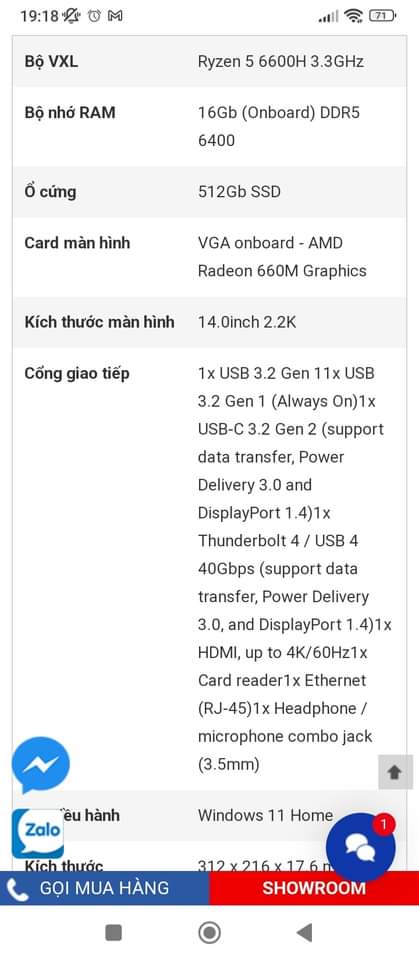 19:18
71
Bộ VXL
Ryzen 5 6600H 3.3GHz
Bộ nhớ RAM
16Gb (Onboard) DDR5
6400
Ổ cứng
512Gb SSD
Card màn hình
VGA onboard - AMD
Radeon 660M Graphics
Kích thước màn hình
14.0inch 2.2K
Cổng giao tiếp
1x USB 3.2 Gen 11x USB
3.2 Gen 1 (Always On)1x
USB-C 3.2 Gen 2 (support
data transfer, Power
Delivery 3.0 and
DisplayPort 1.4)1x
Thunderbolt 4 / USB 4
40Gbps (support data
transfer, Power Delivery
3.0, and DisplayPort 1.4)1x
HDMI, up to 4K/60Hz1x
Card reader1x Ethernet
(RJ-45)1x Headphone /
microphone combo jack
(3.5mm)
Zalo
hành
Windows 11 Home
1
Kích thước
312 x 216 x 17.6
GỌI MUA HÀNG
SHOWROOM